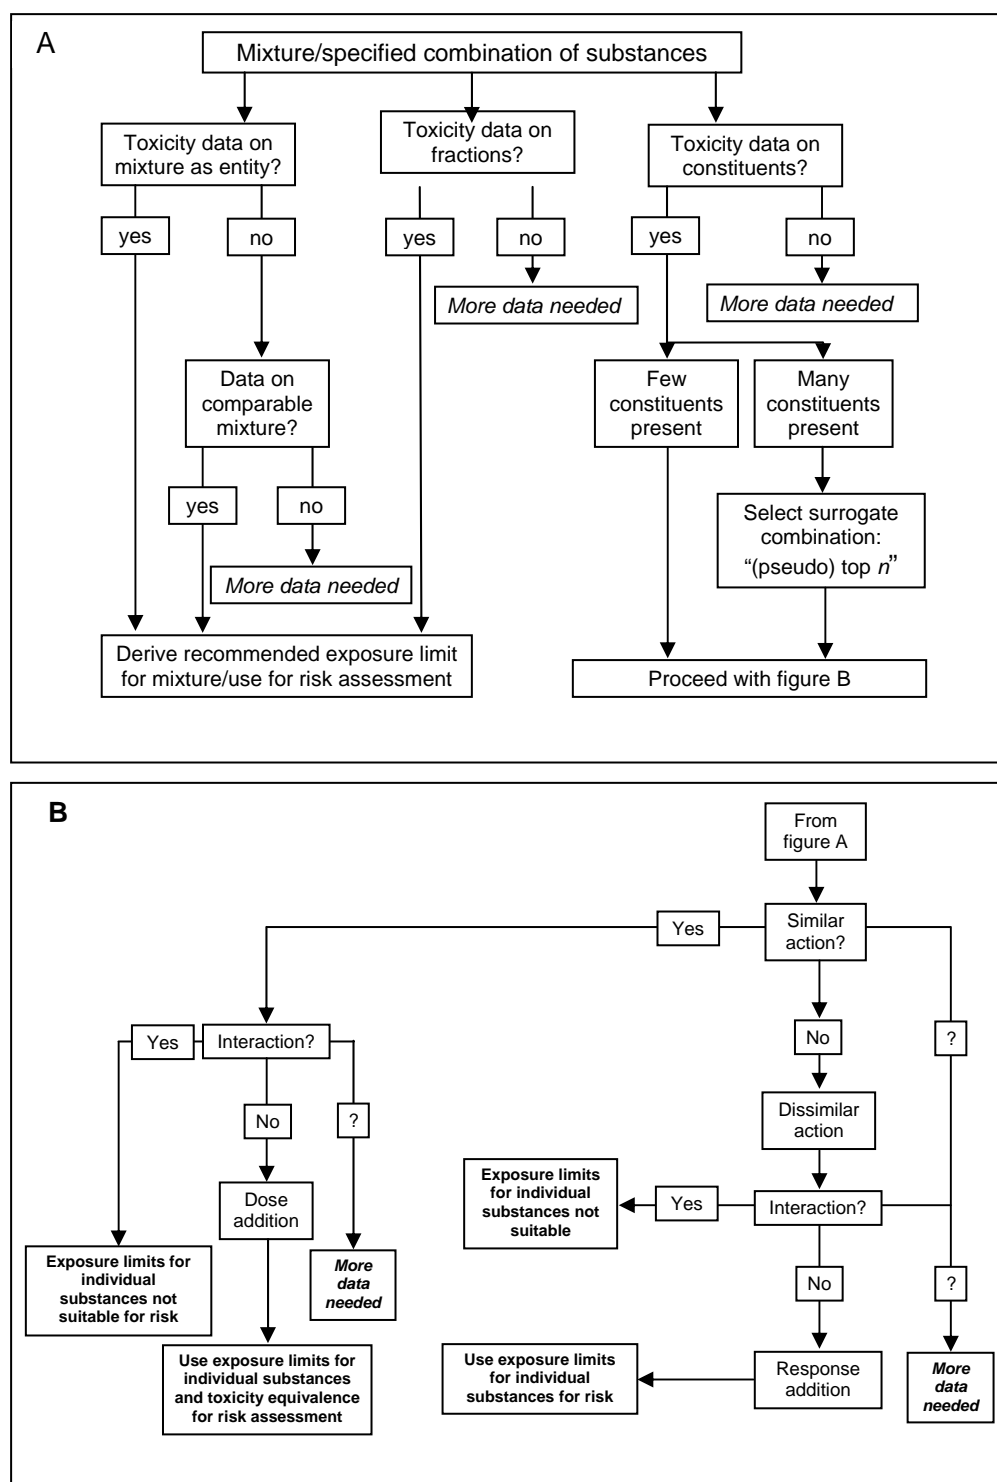 A
Mixture/specified combination of substances
Toxicity data on
mixture as entity?
Toxicity data on
fractions?
Toxicity data on
constituents?
yes
no
yes
no
yes
no
More data needed
More data needed
Data on
comparable
mixture?
Few
constituents
present
Many
constituents
present
yes
no
Select surrogate
combination:
“(pseudo) top n”
More data needed
Derive recommended exposure limit
for mixture/use for risk assessment
Proceed with figure B
B
From
figure A
Similar
action?
Yes
No
?
Interaction?
Yes
No
?
Dissimilar
action
Dose
addition
Exposure limits
for individual
substances not
suitable
Yes
Interaction?
Exposure limits for
individual
substances not
suitable for risk
More
data
needed
No
?
Use exposure limits for
individual substances
and toxicity equivalence
for risk assessment
Use exposure limits
for individual
substances for risk
Response
addition
More
data
needed